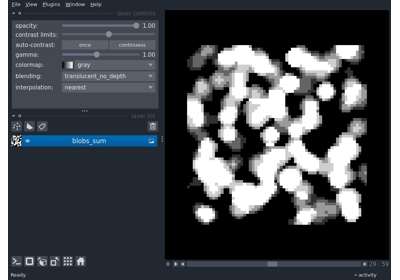 File View Plugins Window Help
layer controls
opacity: 1.00
contrast limits:
auto-contrast: once continuous
gamma: 1.00
colormap: gray
blending: translucent_no_depth
interpolation: nearest
layer list
blobs_sum
29 59
Ready
activity